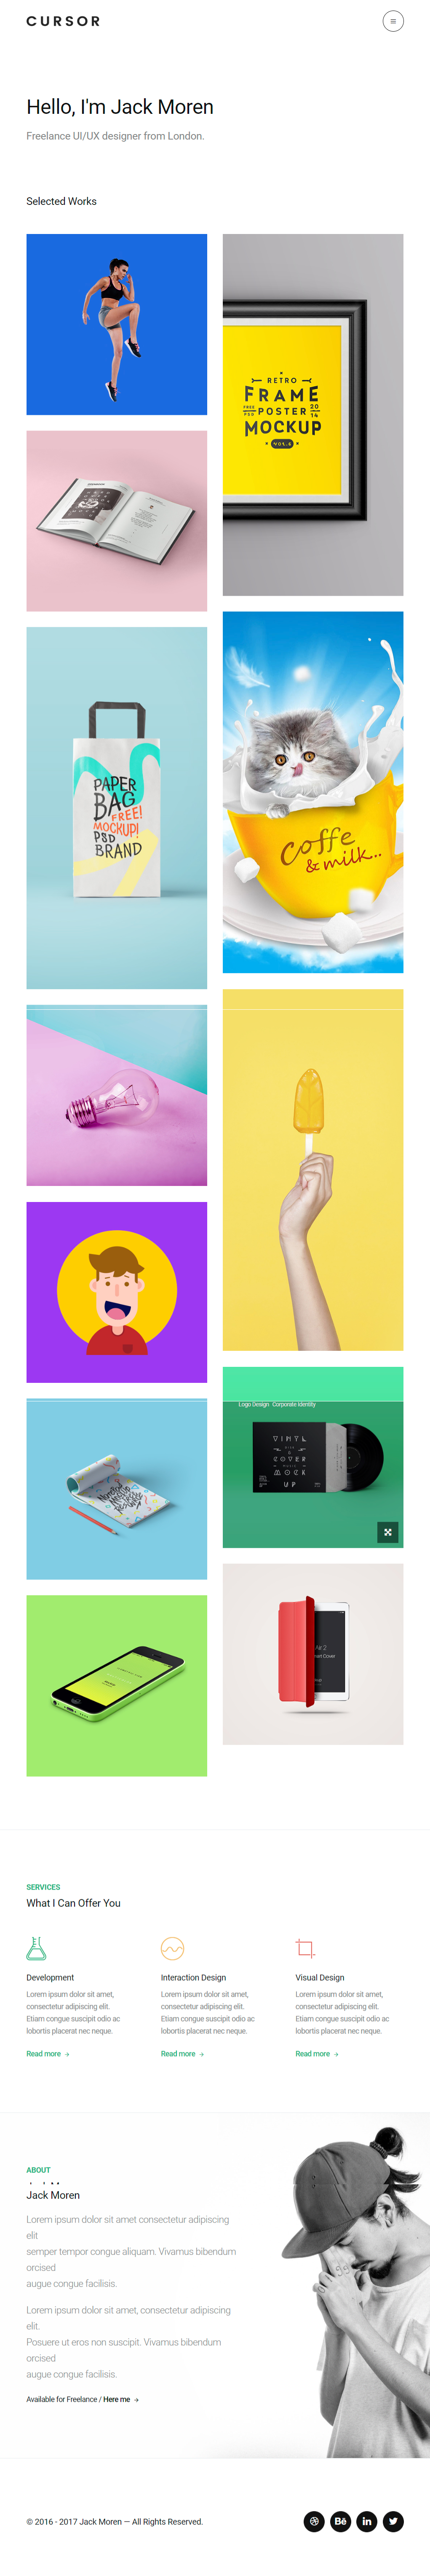 CURSOR
Hello, I'm Jack Moren
Freelance UI/UX designer from London.
Selected Works
RETRO
FRAME
FREE PSD POSTER 20 14
MOCKUP
VOL.6
PAPER
BAG
FREE!
MOCKUP!
PSD
BRAND
Coffe
& milk...
Logo Design Corporate Identity
VINYL
COVER
MOCK
UP
Air 2
mart Cover
SERVICES
What I Can Offer You
Development
Lorem ipsum dolor sit amet,
consectetur adipiscing elit.
Etiam congue suscipit odio ac
lobortis placerat nec neque.
Read more →
Interaction Design
Lorem ipsum dolor sit amet,
consectetur adipiscing elit.
Etiam congue suscipit odio ac
lobortis placerat nec neque.
Read more →
Visual Design
Lorem ipsum dolor sit amet,
consectetur adipiscing elit.
Etiam congue suscipit odio ac
lobortis placerat nec neque.
Read more →
ABOUT
Jack Moren
Lorem ipsum dolor sit amet consectetur adipiscing
elit
semper tempor congue aliquam. Vivamus bibendum
orcised
augue congue facilisis.
Lorem ipsum dolor sit amet, consectetur adipiscing
elit.
Posuere ut eros non suscipit. Vivamus bibendum
orcised
augue congue facilisis.
Available for Freelance / Here me →
© 2016 - 2017 Jack Moren — All Rights Reserved.
Bē
in